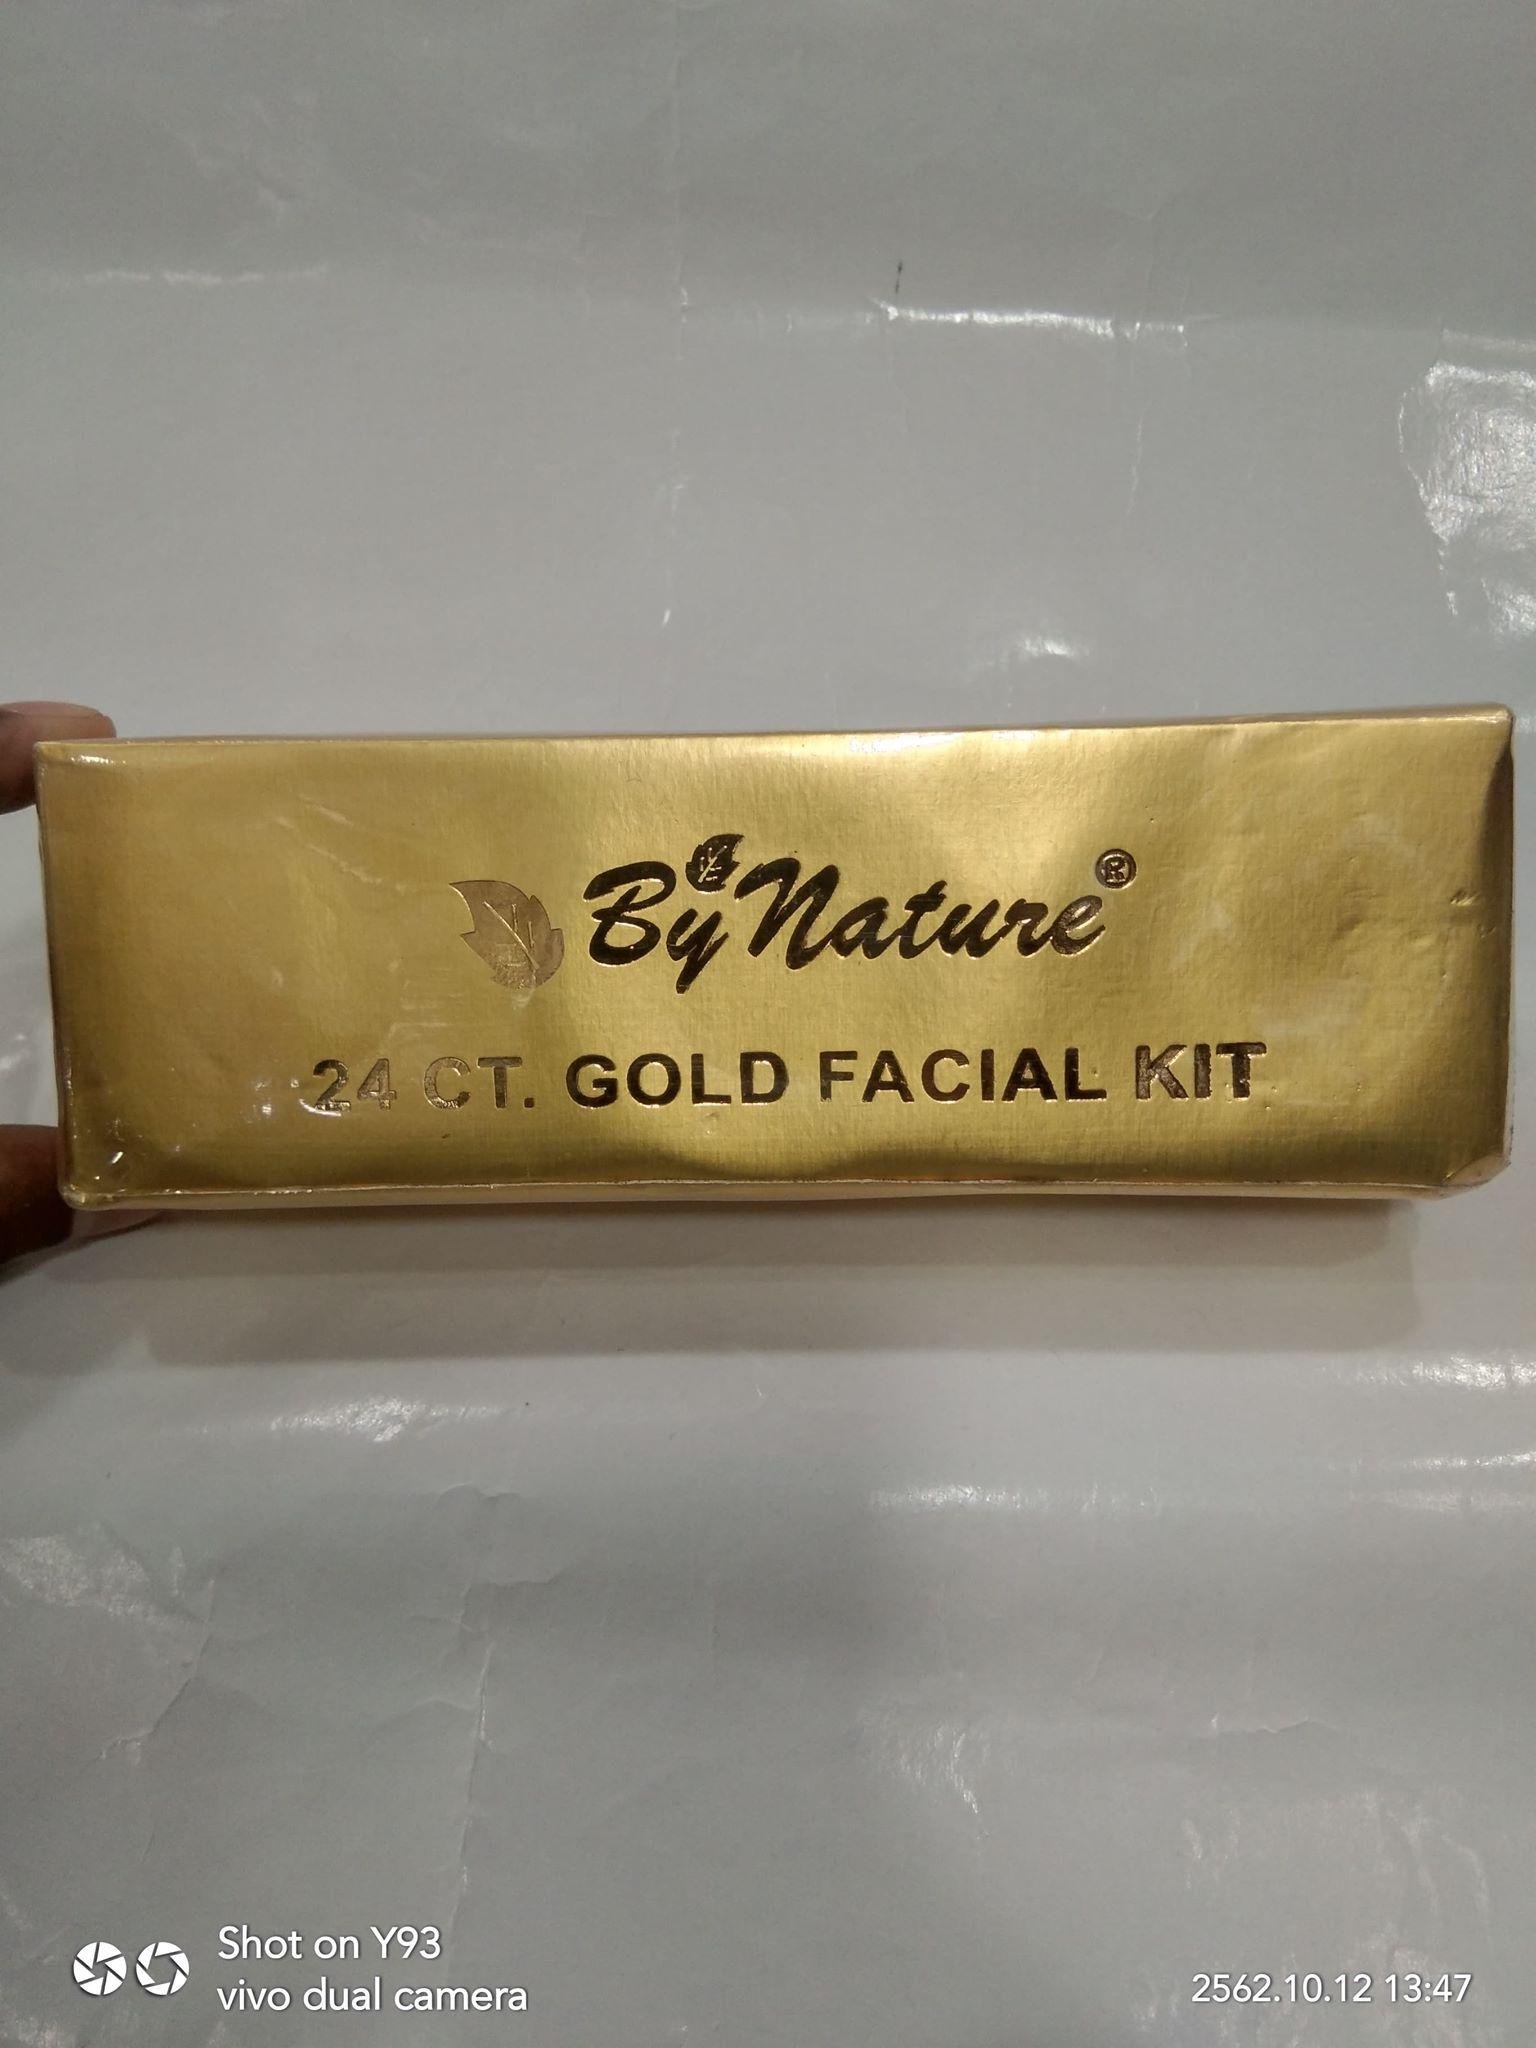 By Nature®
24 CT. GOLD FACIAL KIT
Shot on Y93
vivo dual camera
2562.10.12 13:47